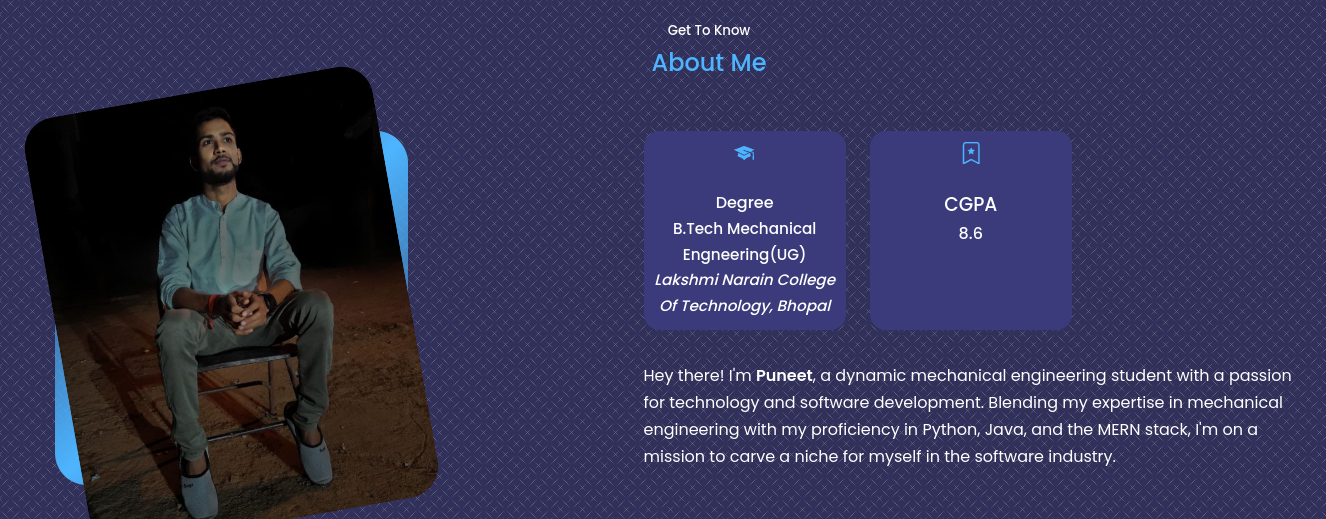 Get To Know
About Me
Degree
B.Tech Mechanical
Engneering(UG)
Lakshmi Narain College
Of Technology, Bhopal
CGPA
8.6
Hey there! I'm Puneet, a dynamic mechanical engineering student with a passion
for technology and software development. Blending my expertise in mechanical
engineering with my proficiency in Python, Java, and the MERN stack, I'm on a
mission to carve a niche for myself in the software industry.